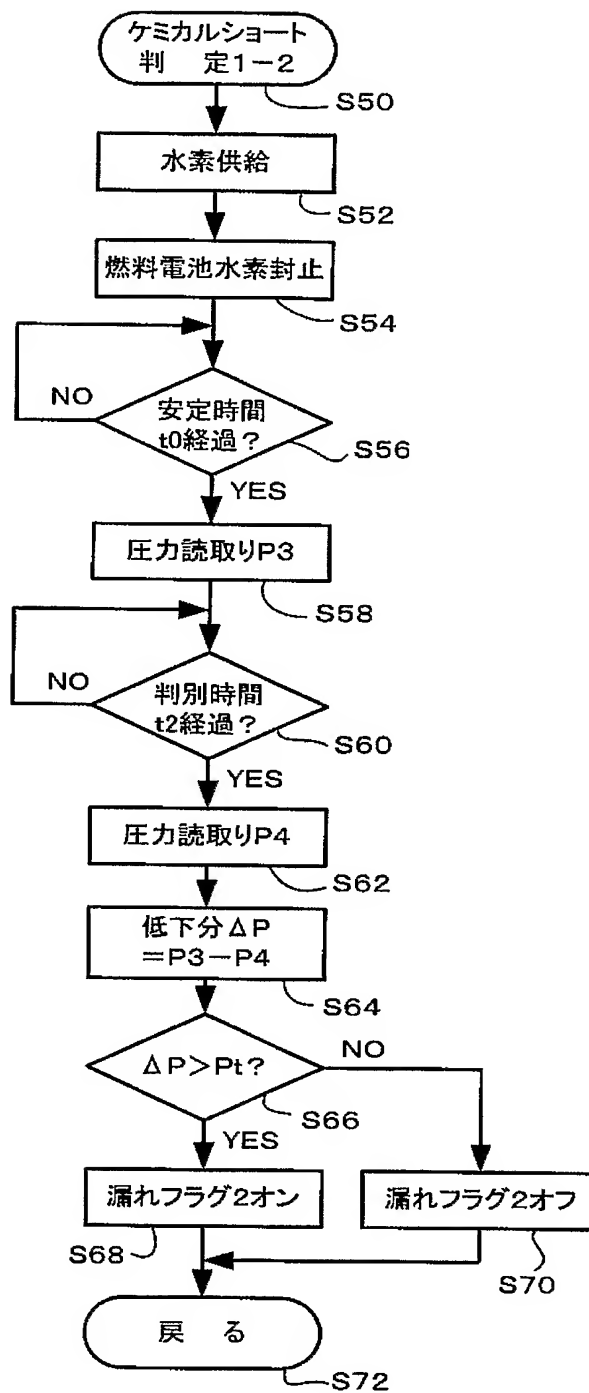 ケミカルショート
判　定1－2
S50
水素供給
S52
燃料電池水素封止
S54
NO
安定時間
t0経過？
S56
YES
圧力読取りP3
S58
NO
判別時間
t2経過？
S60
YES
圧力読取りP4
S62
低下分ΔP
＝P3－P4
S64
ΔP＞Pt？
NO
S66
YES
漏れフラグ2オン
漏れフラグ2オフ
S68
S70
戻　る
S72